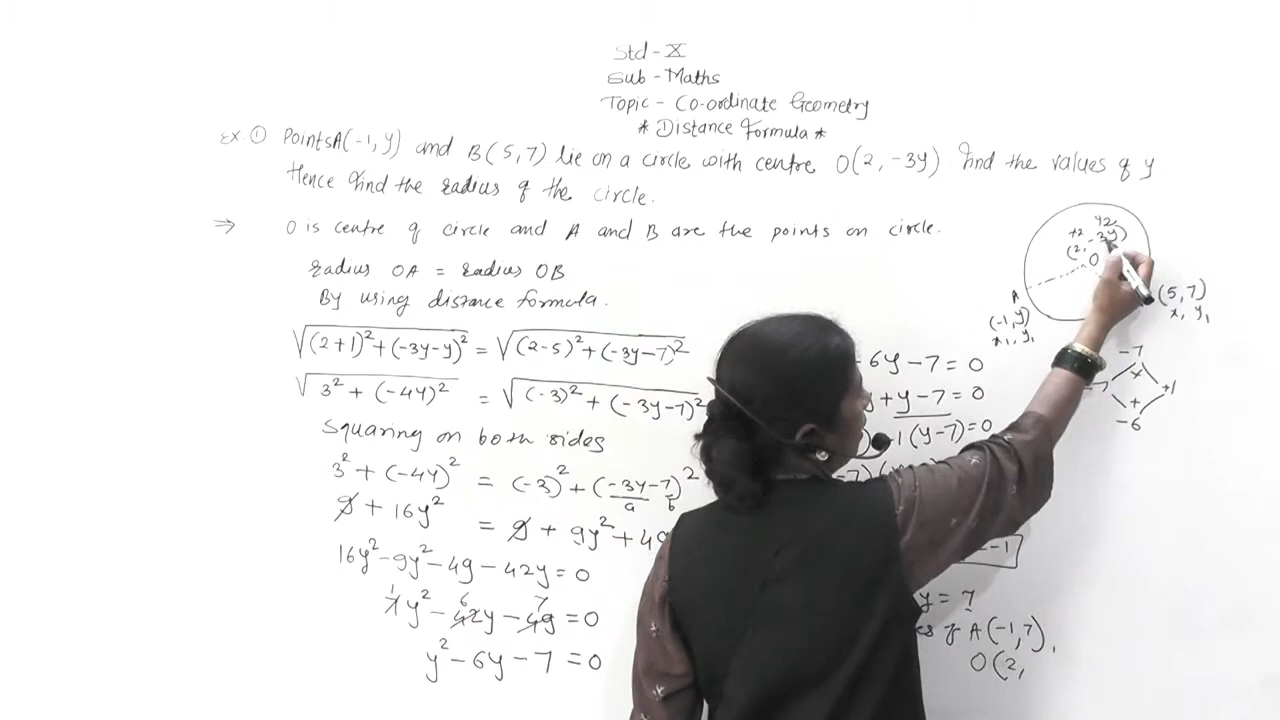 Std - X
Sub - Maths
Topic - Co-ordinate Geometry
* Distance Formula *
Ex. ① Points A(-1, y) and B(5,7) lie on a circle with centre O(2, -3y) Find the values of y
Hence find the radius of the circle.
⇒ O is centre of circle and A and B are the points on circle.
radius OA = radius OB
By using distance formula.
√(2+1)² + (-3y-y)² = √(2-5)² + (-3y-7)²
√3² + (-4y)² = √(-3)² + (-3y-7)²
Squaring on both sides
3² + (-4y)² = (-3)² + (-3y-7)²
a b
9 + 16y² = 9 + 9y² + 49
16y² - 9y² - 49 - 42y = 0
1 6 7
7y² - 42y - 49 = 0
y² - 6y - 7 = 0
- 6y - 7 = 0
+ y - 7 = 0
1(y-7) = 0
-1
y = 7
of A(-1,7),
O(2,
x2 y2
(2, -3y)
O
A
(-1, y)
x1, y1
(5,7)
x, y1
-7
×
+1
+
-6